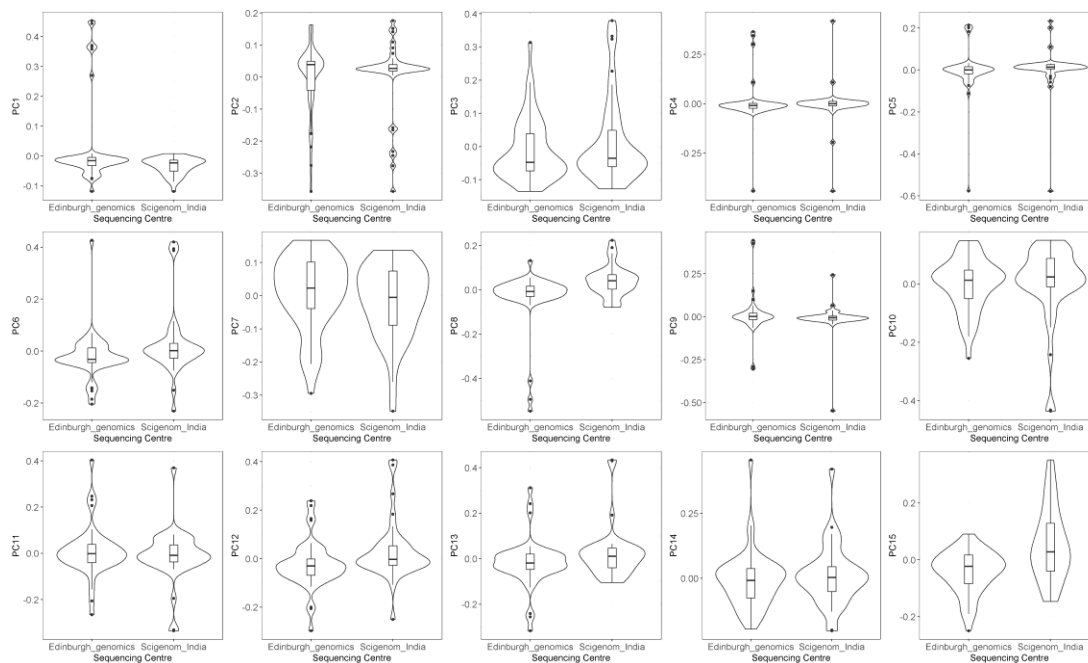 PC1
0.4
0.3
0.2
0.1
0.0
-0.1
Edinburgh_genomics Scigenom_India
Sequencing Centre
PC2
0.2
0.1
0.0
-0.1
-0.2
-0.3
Edinburgh_genomics Scigenom_India
Sequencing Centre
PC3
0.4
0.3
0.2
0.1
0.0
-0.1
Edinburgh_genomics Scigenom_India
Sequencing Centre
PC4
0.25
0.00
-0.25
Edinburgh_genomics Scigenom_India
Sequencing Centre
PC5
0.2
0.0
-0.2
-0.4
-0.6
Edinburgh_genomics Scigenom_India
Sequencing Centre
PC6
0.4
0.2
0.0
-0.2
Edinburgh_genomics Scigenom_India
Sequencing Centre
PC7
0.1
0.0
-0.1
-0.2
-0.3
Edinburgh_genomics Scigenom_India
Sequencing Centre
PC8
0.2
0.0
-0.2
-0.4
Edinburgh_genomics Scigenom_India
Sequencing Centre
PC9
0.25
0.00
-0.25
-0.50
Edinburgh_genomics Scigenom_India
Sequencing Centre
PC10
0.0
-0.2
-0.4
Edinburgh_genomics Scigenom_India
Sequencing Centre
PC11
0.4
0.2
0.0
-0.2
Edinburgh_genomics Scigenom_India
Sequencing Centre
PC12
0.4
0.2
0.0
-0.2
Edinburgh_genomics Scigenom_India
Sequencing Centre
PC13
0.4
0.2
0.0
-0.2
Edinburgh_genomics Scigenom_India
Sequencing Centre
PC14
0.00
Edinburgh_genomics Scigenom_India
Sequencing Centre
PC15
0.2
0.0
-0.2
Edinburgh_genomics Scigenom_India
Sequencing Centre